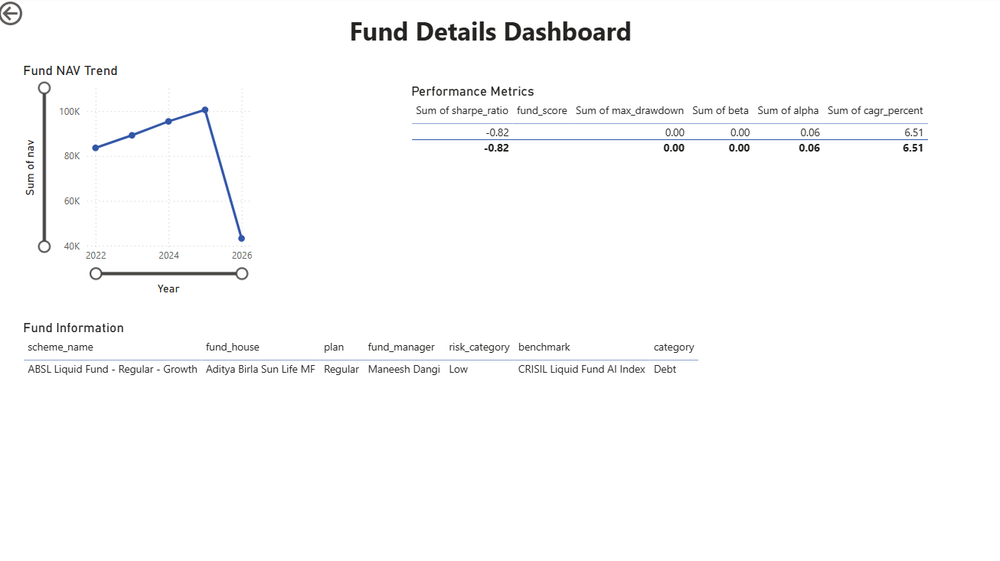 Fund Details Dashboard
Fund NAV Trend
Sum of nav
100K
80K
60K
40K
2022 2024 2026
Year
Performance Metrics
Sum of sharpe_ratio fund_score Sum of max_drawdown Sum of beta Sum of alpha Sum of cagr_percent
-0.82 0.00 0.00 0.06 6.51
-0.82 0.00 0.00 0.06 6.51
Fund Information
scheme_name fund_house plan fund_manager risk_category benchmark category
ABSL Liquid Fund - Regular - Growth Aditya Birla Sun Life MF Regular Maneesh Dangi Low CRISIL Liquid Fund AI Index Debt